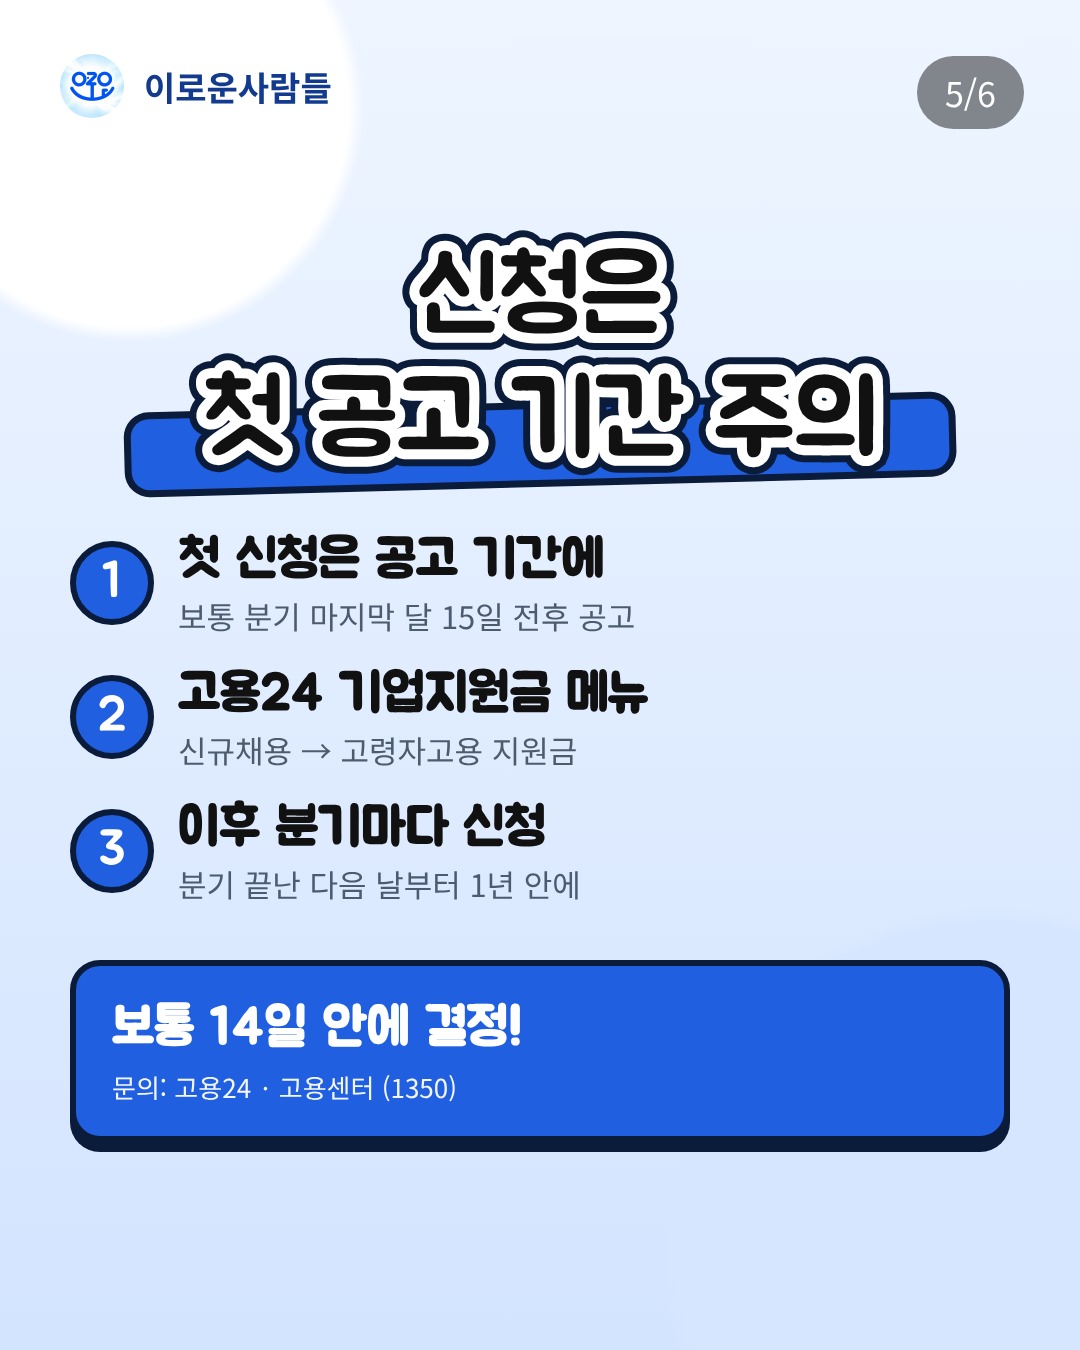 이로운사람들
5/6
신청은
첫 공고 기간 주의
1
첫 신청은 공고 기간에
보통 분기 마지막 달 15일 전후 공고
2
고용24 기업지원금 메뉴
신규채용 → 고령자고용 지원금
3
이후 분기마다 신청
분기 끝난 다음 날부터 1년 안에
보통 14일 안에 결정!
문의: 고용24 · 고용센터 (1350)